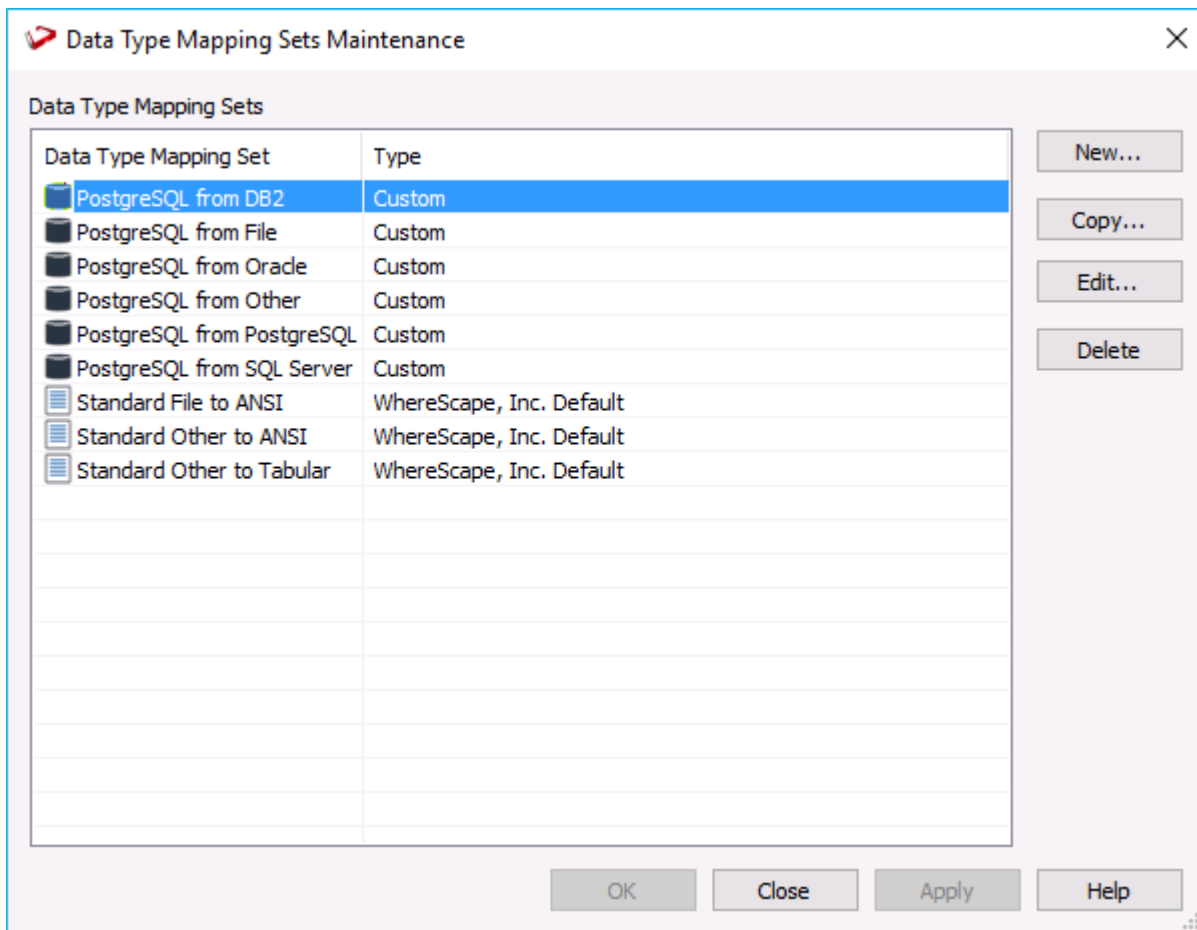 Data Type Mapping Sets Maintenance
Data Type Mapping Sets
Data Type Mapping Set Type
PostgreSQL from DB2 Custom
PostgreSQL from File Custom
PostgreSQL from Oracle Custom
PostgreSQL from Other Custom
PostgreSQL from PostgreSQL Custom
PostgreSQL from SQL Server Custom
Standard File to ANSI WhereScape, Inc. Default
Standard Other to ANSI WhereScape, Inc. Default
Standard Other to Tabular WhereScape, Inc. Default
New...
Copy...
Edit...
Delete
OK Close Apply Help